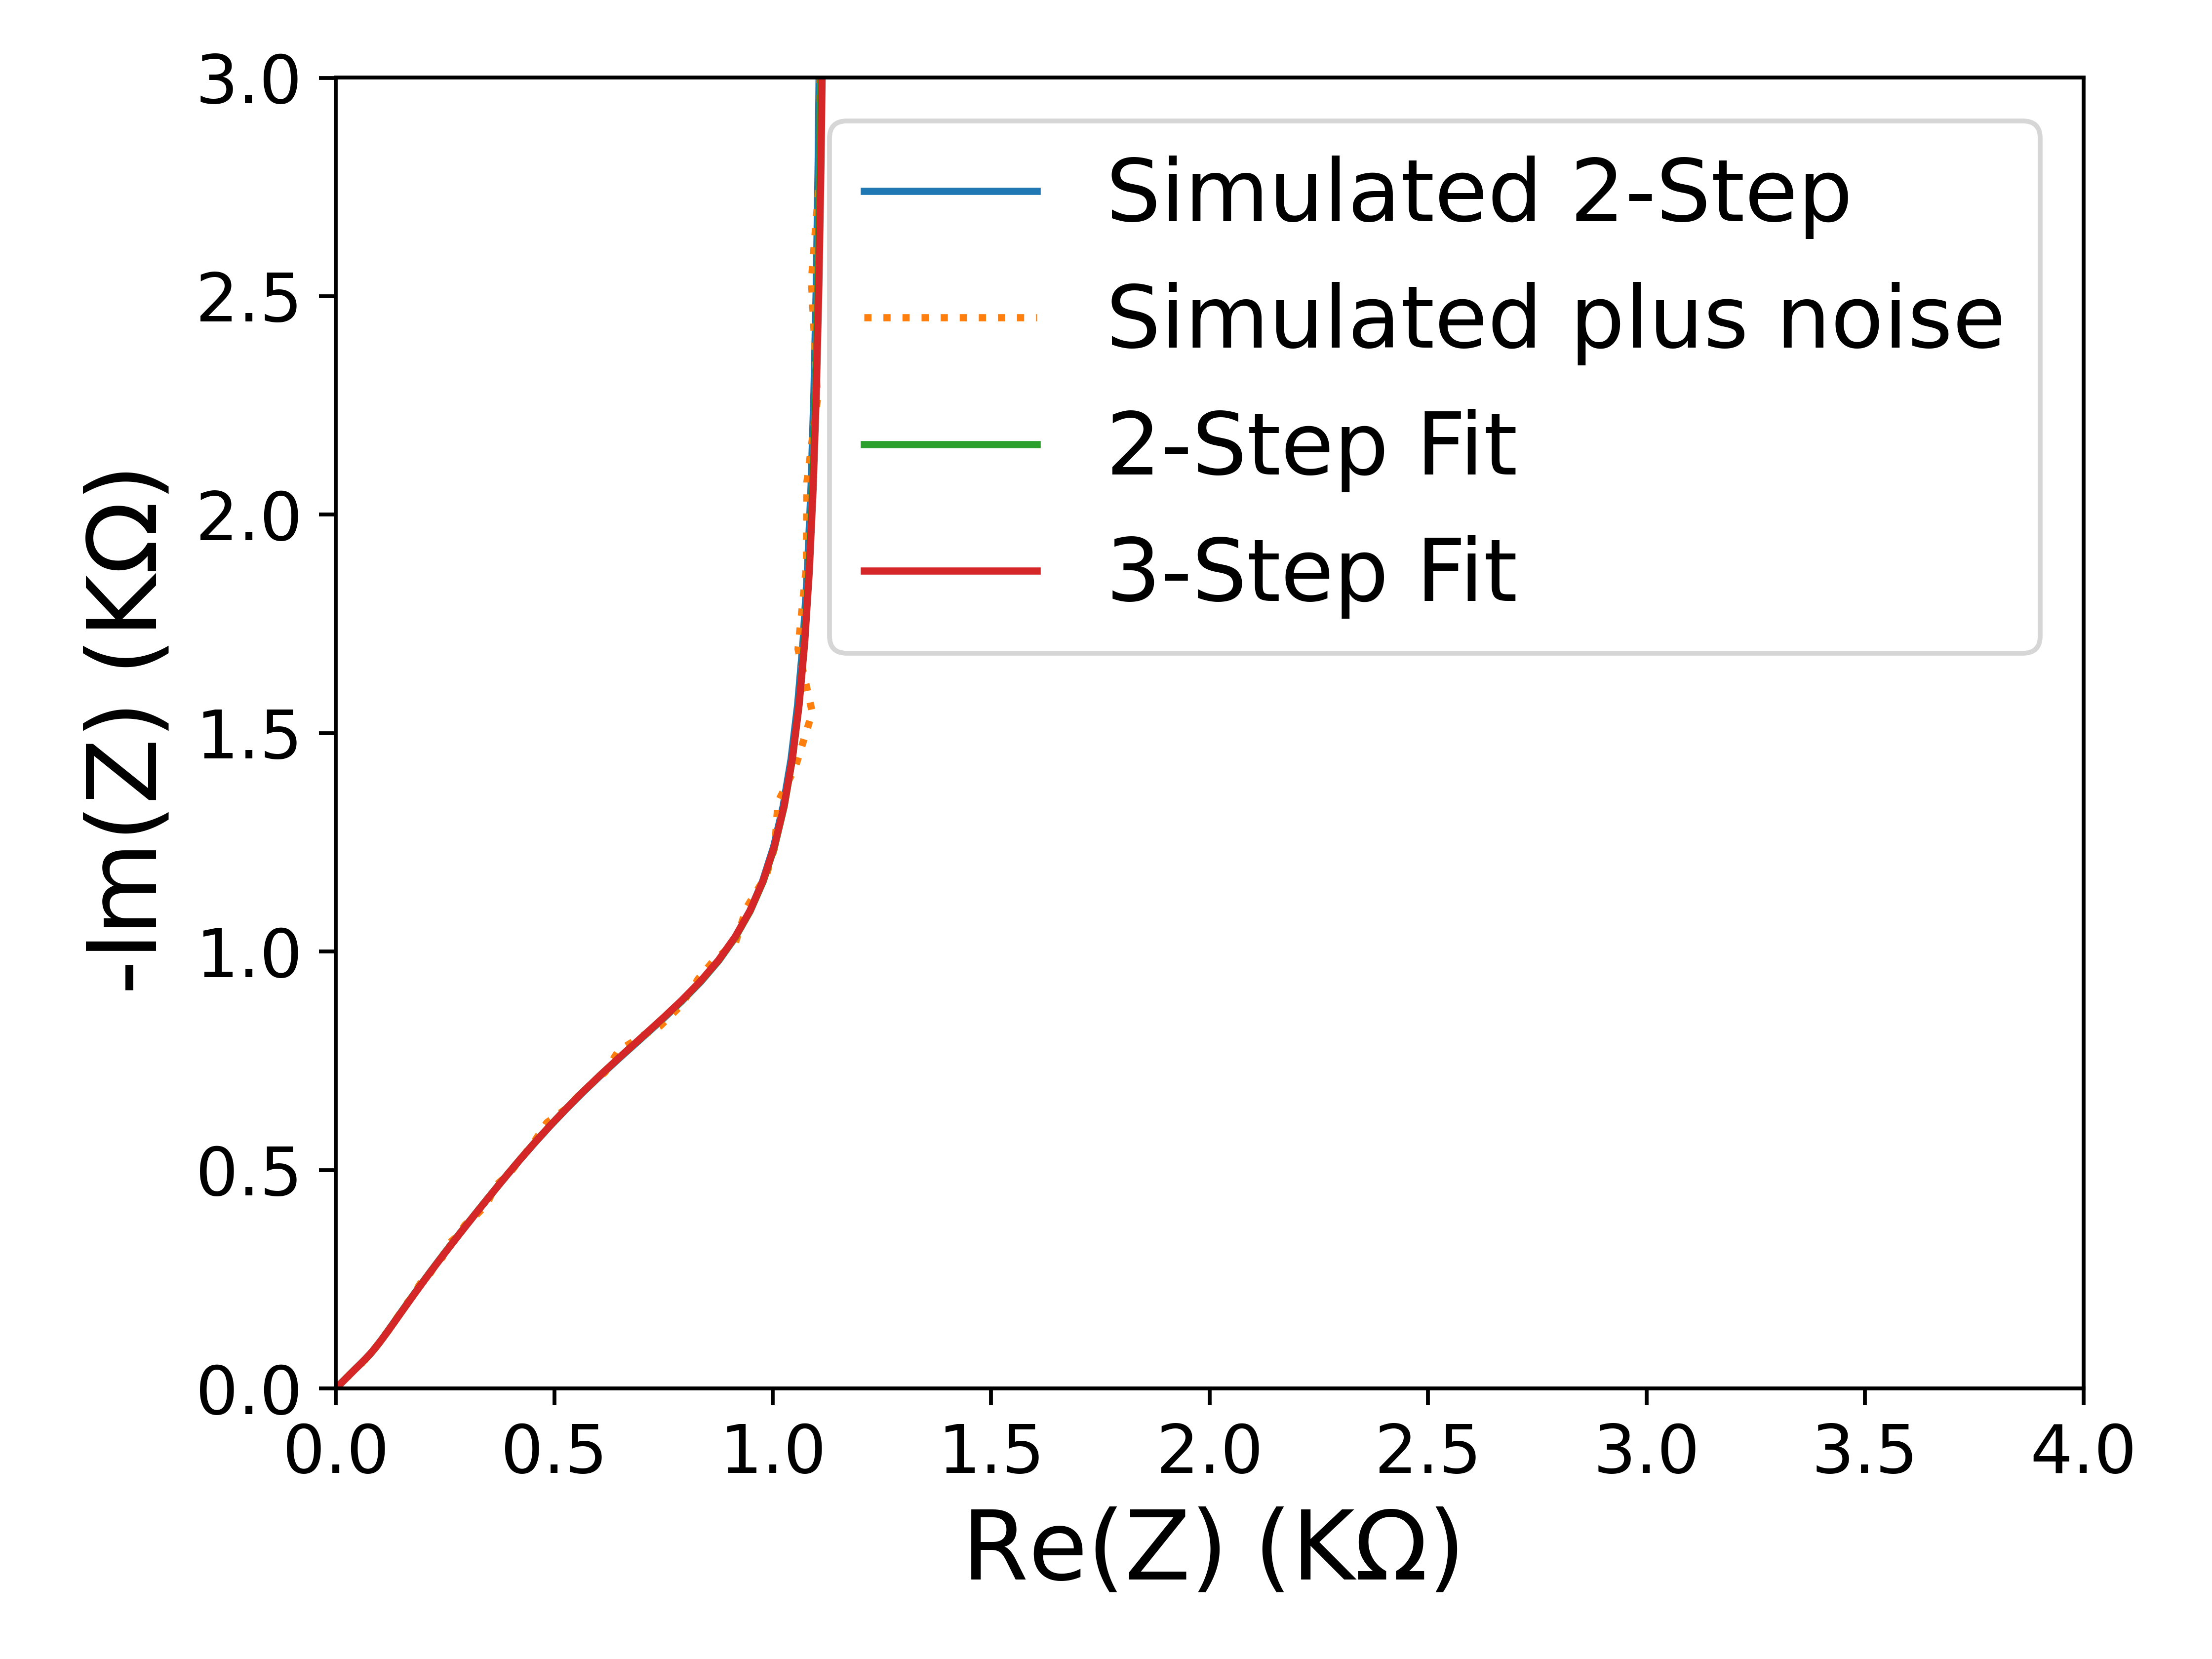 3.0
2.5
2.0
1.5
1.0
0.5
0.0
-Im(Z) (KΩ)
Simulated 2-Step
Simulated plus noise
2-Step Fit
3-Step Fit
0.0 0.5 1.0 1.5 2.0 2.5 3.0 3.5 4.0
Re(Z) (KΩ)